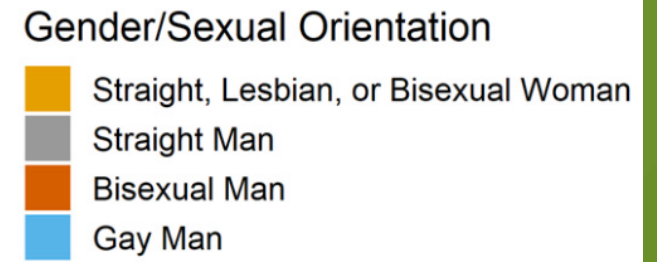 Gender/Sexual Orientation
Straight, Lesbian, or Bisexual Woman
Straight Man
Bisexual Man
Gay Man